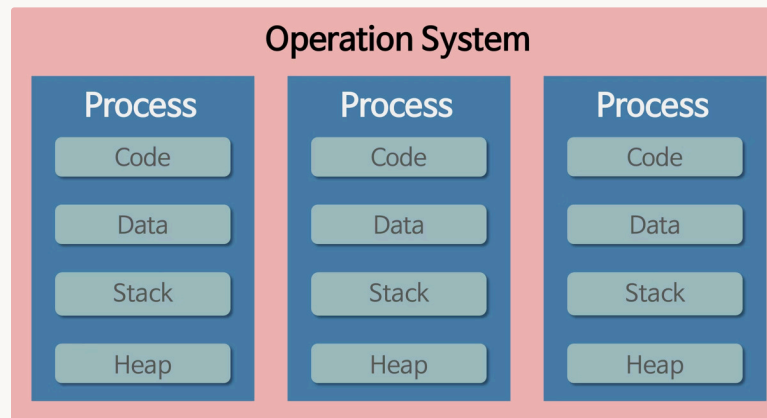 Operation System
Process
Code
Data
Stack
Heap
Process
Code
Data
Stack
Heap
Process
Code
Data
Stack
Heap